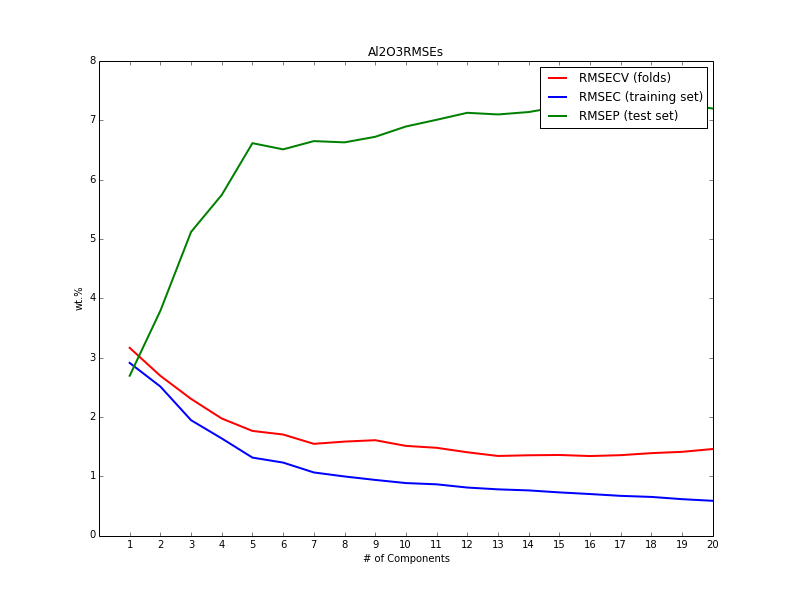 Al2O3RMSEs
RMSECV (folds)
RMSEC (training set)
RMSEP (test set)
8
7
6
5
4
3
2
1
0
wt.%
1 2 3 4 5 6 7 8 9 10 11 12 13 14 15 16 17 18 19 20
# of Components